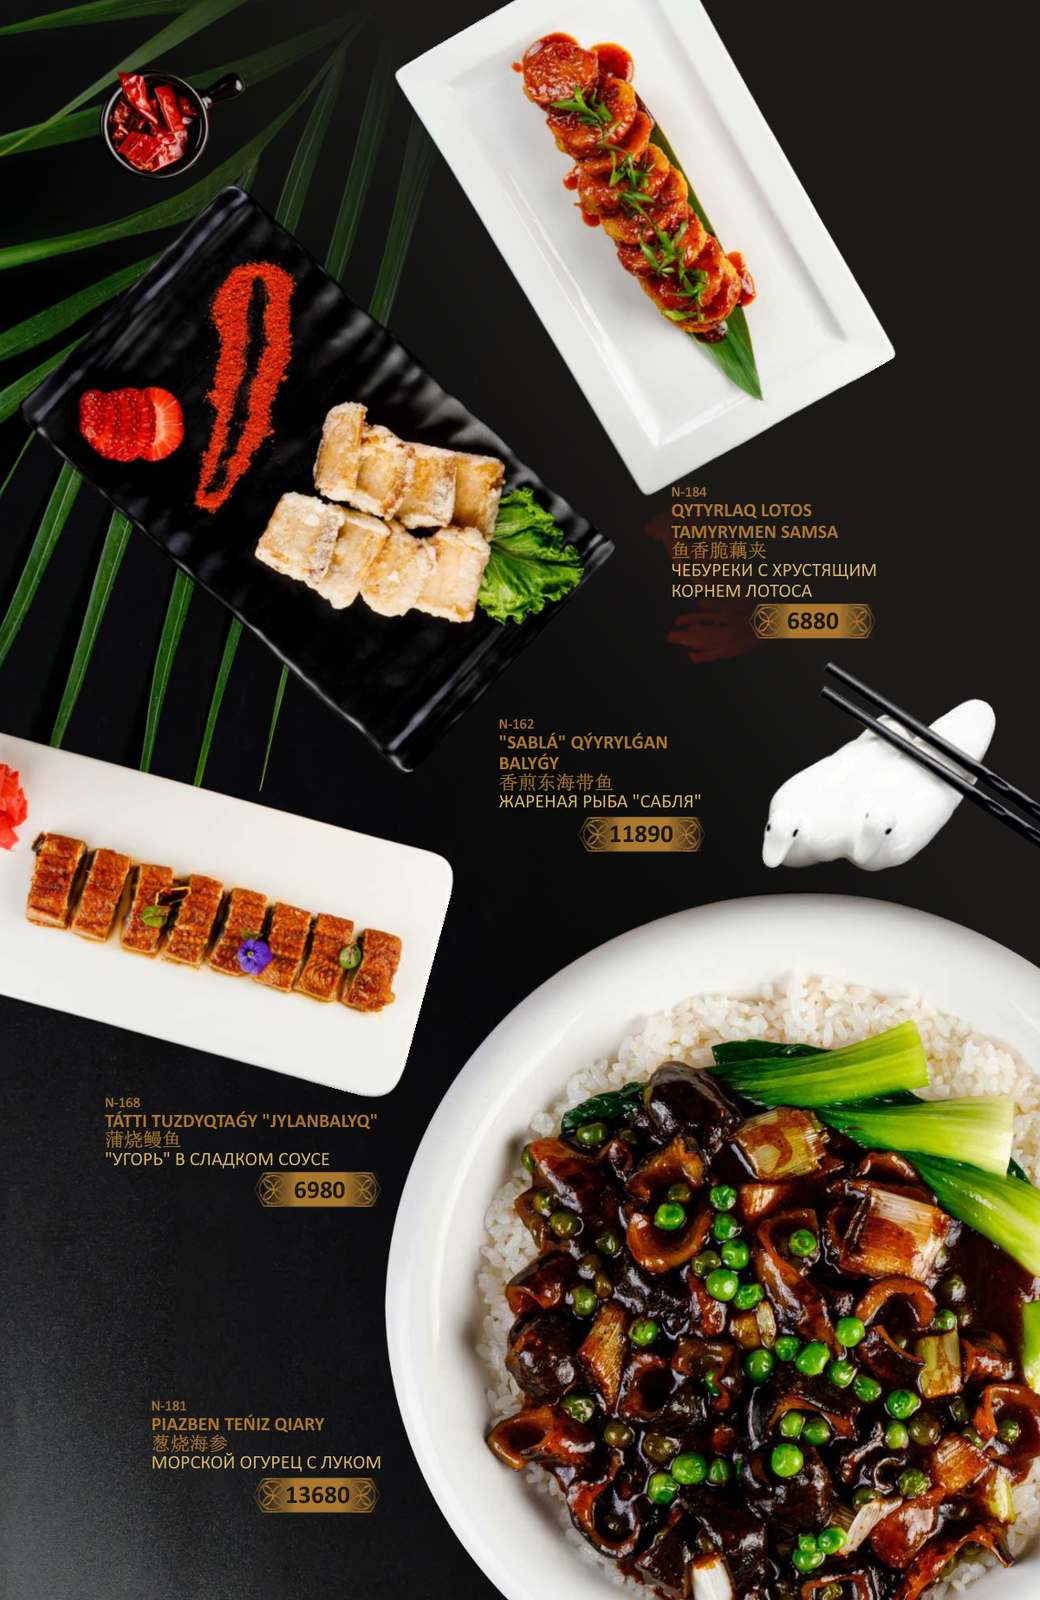 N-184
QYTYRLAQ LOTOS
TAMYRYMEN SAMSA
鱼香脆藕夹
ЧЕБУРЕКИ С ХРУСТЯЩИМ
КОРНЕМ ЛОТОСА
6880
N-162
"SABLÁ" QÝYRYLǴAN
BALYǴY
香煎东海带鱼
ЖАРЕНАЯ РЫБА "САБЛЯ"
11890
N-168
TÁTTI TUZDYQTAǴY "JYLANBALYQ"
蒲烧鳗鱼
"УГОРЬ" В СЛАДКОМ СОУСЕ
6980
N-181
PIAZBEN TEŃIZ QIARY
葱烧海参
МОРСКОЙ ОГУРЕЦ С ЛУКОМ
13680